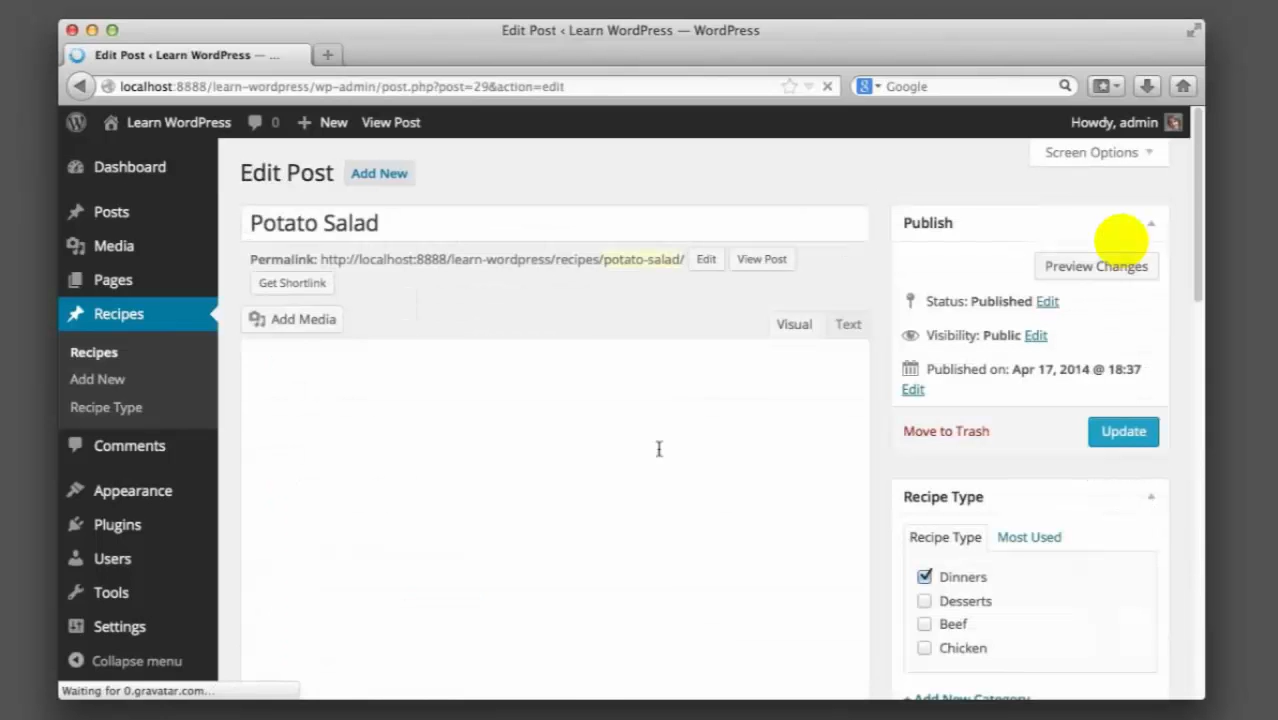 Edit Post ‹ Learn WordPress — WordPress
Edit Post ‹ Learn WordPress — ...
localhost:8888/learn-wordpress/wp-admin/post.php?post=29&action=edit
Google
Learn WordPress 0 New View Post Howdy, admin
Screen Options
Dashboard
Posts
Media
Pages
Recipes
Recipes
Add New
Recipe Type
Comments
Appearance
Plugins
Users
Tools
Settings
Collapse menu
Edit Post Add New
Potato Salad
Permalink: http://localhost:8888/learn-wordpress/recipes/potato-salad/ Edit View Post
Get Shortlink
Add Media
Visual Text
Publish
Preview Changes
Status: Published Edit
Visibility: Public Edit
Published on: Apr 17, 2014 @ 18:37
Edit
Move to Trash Update
Recipe Type
Recipe Type Most Used
Dinners
Desserts
Beef
Chicken
+ Add New Category
Waiting for 0.gravatar.com...